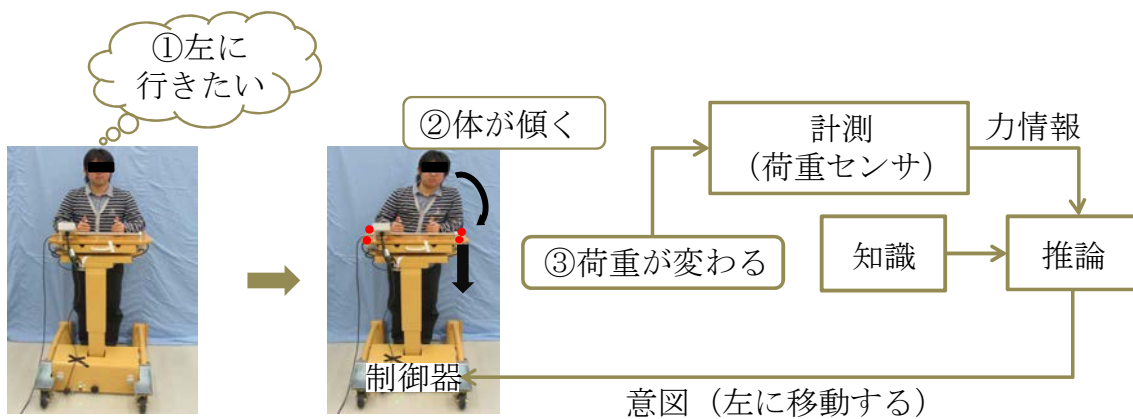 ①左に
行きたい
②体が傾く
計測
（荷重センサ）
力情報
③荷重が変わる
知識
推論
制御器
意図（左に移動する）